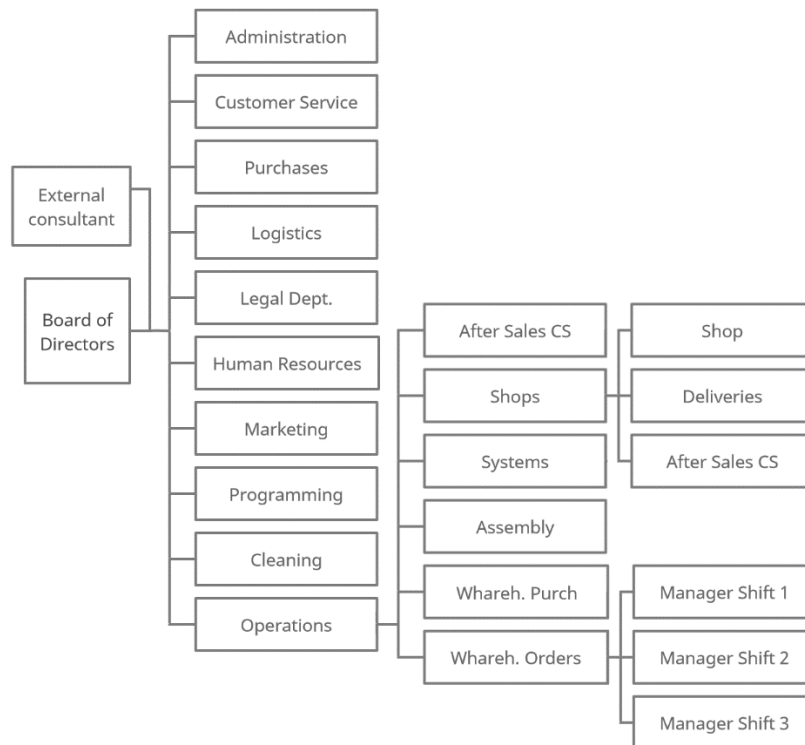 Administration
Customer Service
Purchases
External
consultant
Logistics
Legal Dept.
Board of
Directors
Human Resources
Marketing
Programming
Cleaning
Operations
After Sales CS
Shops
Systems
Assembly
Whareh. Purch
Whareh. Orders
Shop
Deliveries
After Sales CS
Manager Shift 1
Manager Shift 2
Manager Shift 3